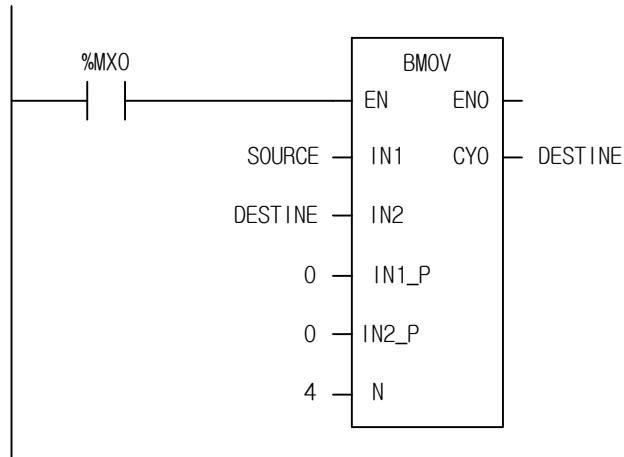 %MX0
BMOV
EN ENO
SOURCE IN1 CYO DESTINE
DESTINE IN2
0 IN1_P
0 IN2_P
4 N